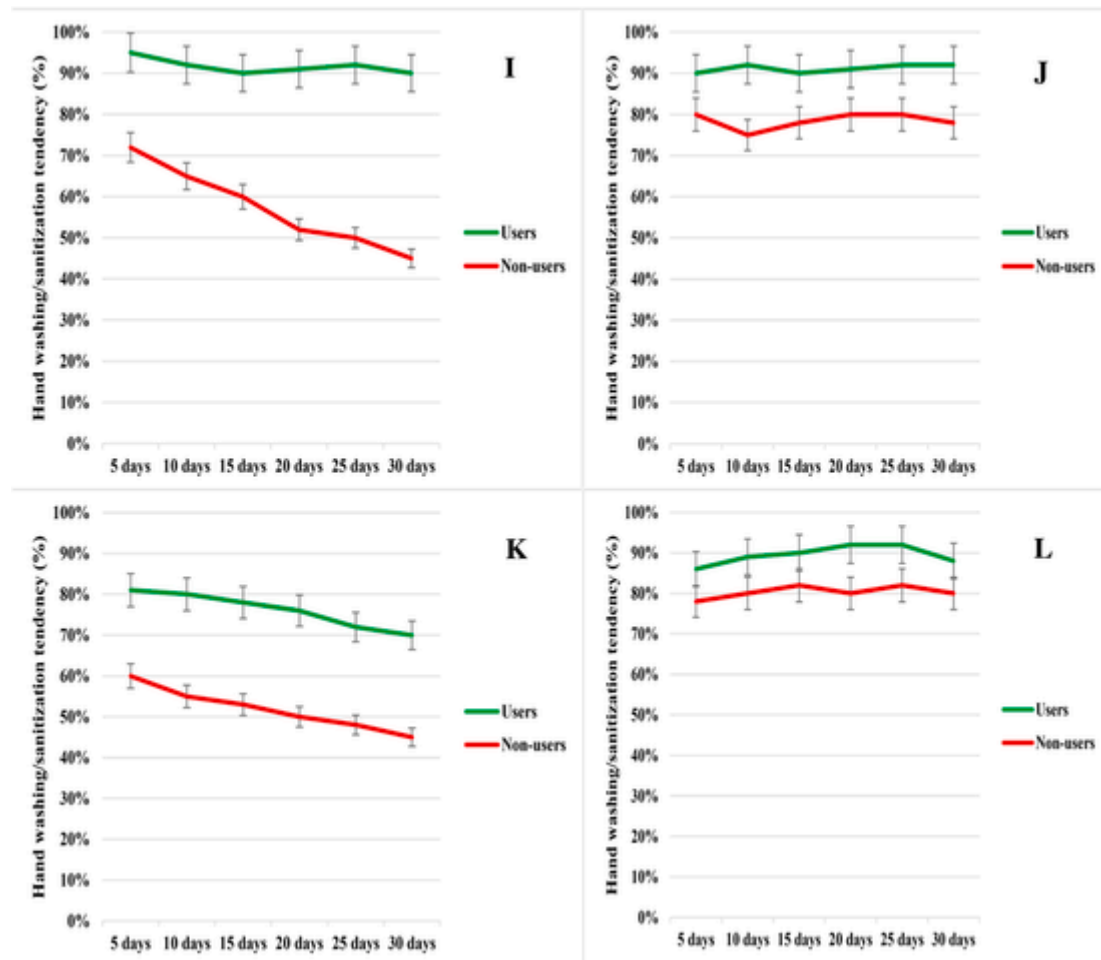 Hand washing/sanitization tendency (%)
100%
90%
80%
70%
60%
50%
40%
30%
20%
10%
0%
5 days 10 days 15 days 20 days 25 days 30 days
I
Users
Non-users
Hand washing/sanitization tendency (%)
100%
90%
80%
70%
60%
50%
40%
30%
20%
10%
0%
5 days 10 days 15 days 20 days 25 days 30 days
J
Users
Non-users
Hand washing/sanitization tendency (%)
100%
90%
80%
70%
60%
50%
40%
30%
20%
10%
0%
5 days 10 days 15 days 20 days 25 days 30 days
K
Users
Non-users
Hand washing/sanitization tendency (%)
100%
90%
80%
70%
60%
50%
40%
30%
20%
10%
0%
5 days 10 days 15 days 20 days 25 days 30 days
L
Users
Non-users